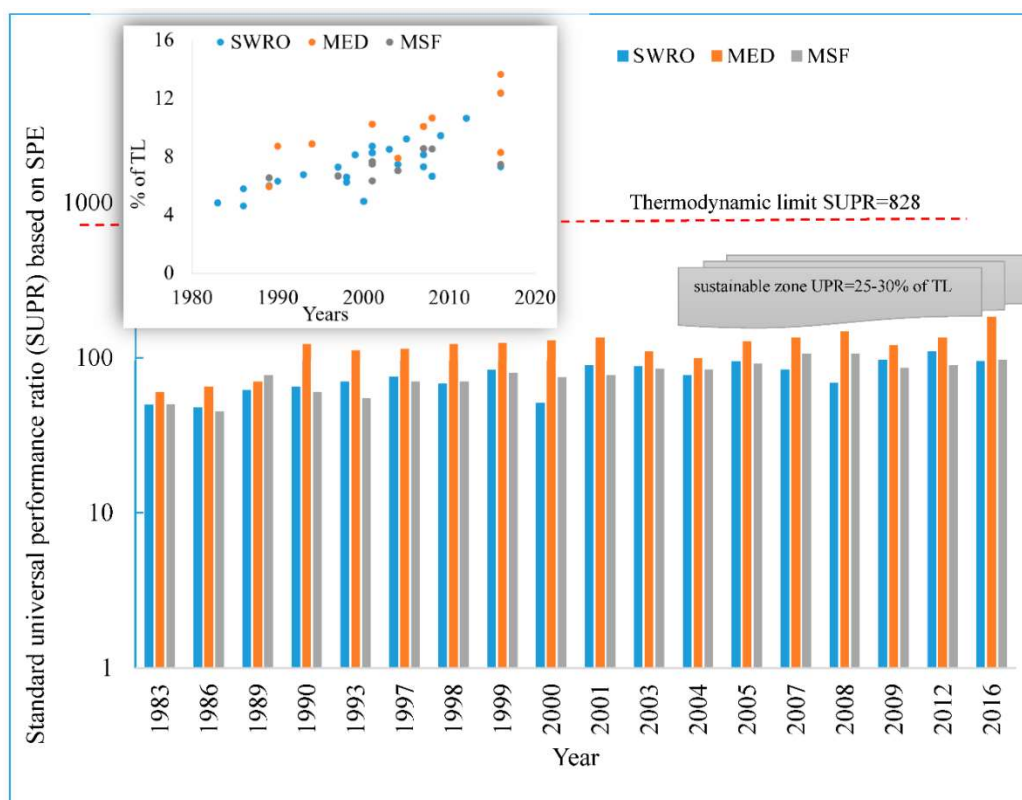 SWRO MED MSF
16
12
8
4
0
% of TL
1980 1990 2000 2010 2020
Years
SWRO MED MSF
Standard universal performance ratio (SUPR) based on SPE
1000
100
10
1
Thermodynamic limit SUPR=828
sustainable zone UPR=25-30% of TL
1983 1986 1989 1990 1993 1997 1998 1999 2000 2001 2003 2004 2005 2007 2008 2009 2012 2016
Year